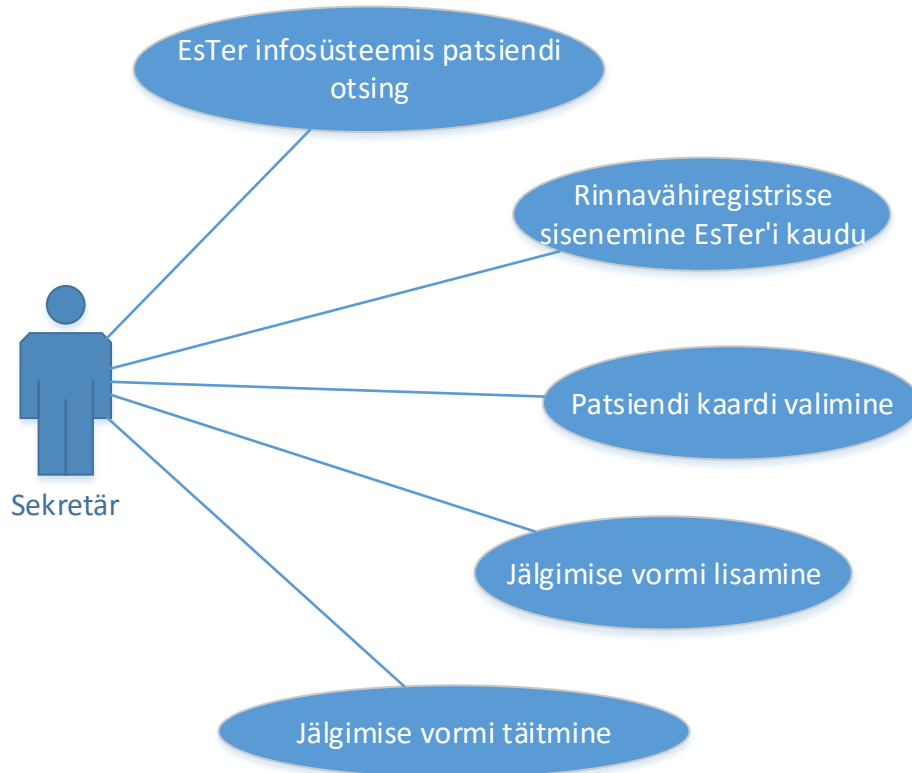 EsTer infosüsteemis patsiendi
otsing
Rinnavähiregistrisse
sisenemine EsTer'i kaudu
Patsiendi kaardi valimine
Sekretär
Jälgimise vormi lisamine
Jälgimise vormi täitmine